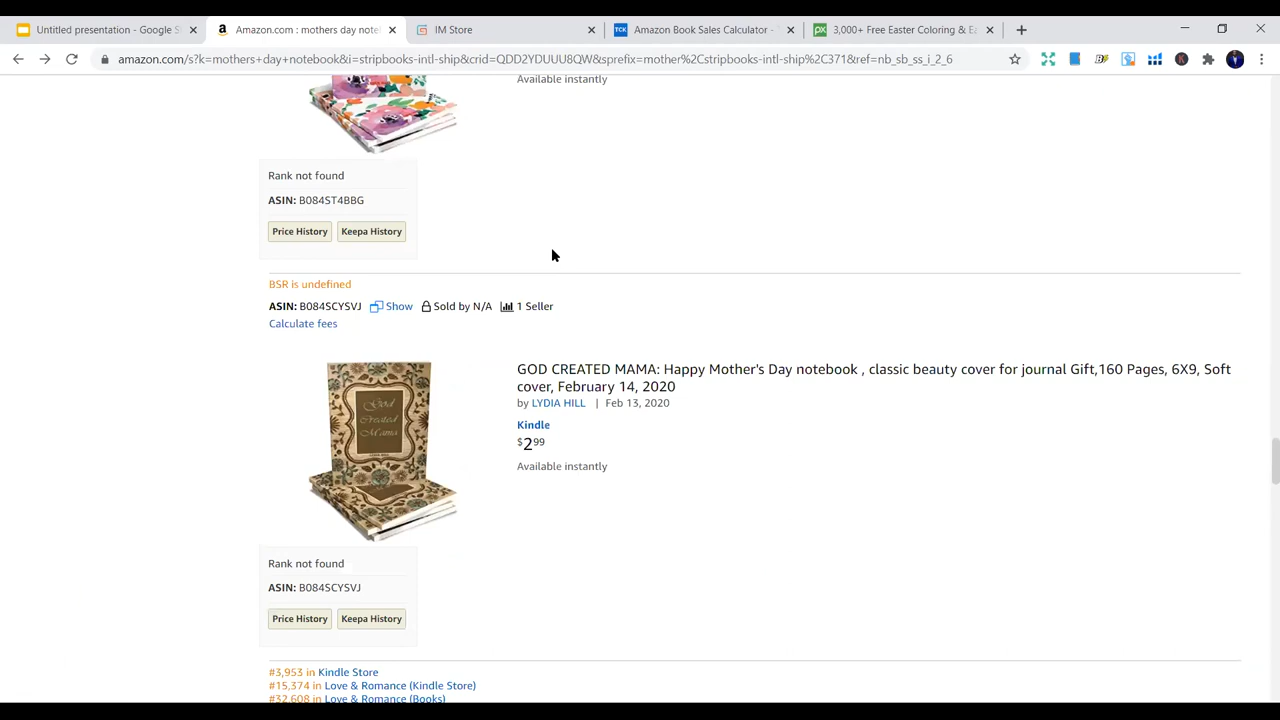 Untitled presentation - Google S
Amazon.com : mothers day note
IM Store
Amazon Book Sales Calculator -
3,000+ Free Easter Coloring & Ea
amazon.com/s?k=mothers+day+notebook&i=stripbooks-intl-ship&crid=QDD2YDUUU8QW&sprefix=mother%2Cstripbooks-intl-ship%2C371&ref=nb_sb_ss_i_2_6
Available instantly
Rank not found
ASIN: B084ST4BBG
Price History Keepa History
BSR is undefined
ASIN: B084SCYSVJ Show Sold by N/A 1 Seller
Calculate fees
God
Created
Mama
GOD CREATED MAMA: Happy Mother's Day notebook , classic beauty cover for journal Gift,160 Pages, 6X9, Soft
cover, February 14, 2020
by LYDIA HILL | Feb 13, 2020
Kindle
$2 99
Available instantly
Rank not found
ASIN: B084SCYSVJ
Price History Keepa History
#3,953 in Kindle Store
#15,374 in Love & Romance (Kindle Store)
#32,608 in Love & Romance (Books)